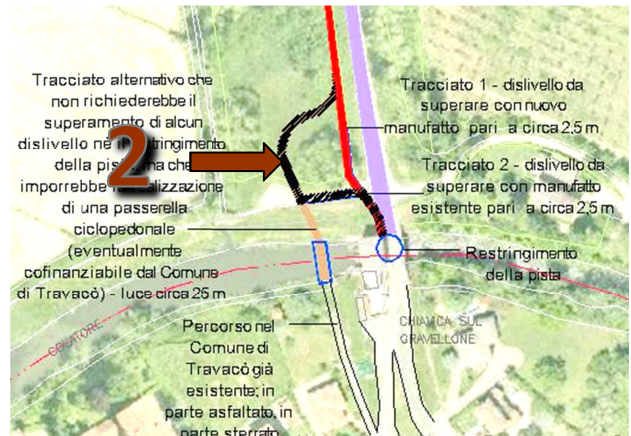 Tracciato alternativo che
non richiederebbe il
superamento di alcun
dislivello né il restringimento
della pista, ma che
imporrebbe realizzazione
di una passerella
ciclopedonale
(eventualmente
cofinanziabile dal Comune
di Travacò) - luce circa 25 m
2
Tracciato 1 - dislivello da
superare con nuovo
manufatto pari a circa 2,5 m
Tracciato 2 - dislivello da
superare con manufatto
esistente pari a circa 2,5 m
Restringimento
della pista
COLATORE
CHIAVICA SUL
GRAVELLONE
Percorso nel
Comune di
Travacò già
esistente; in
parte asfaltato, in
parte sterrato